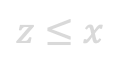 z ≤ x